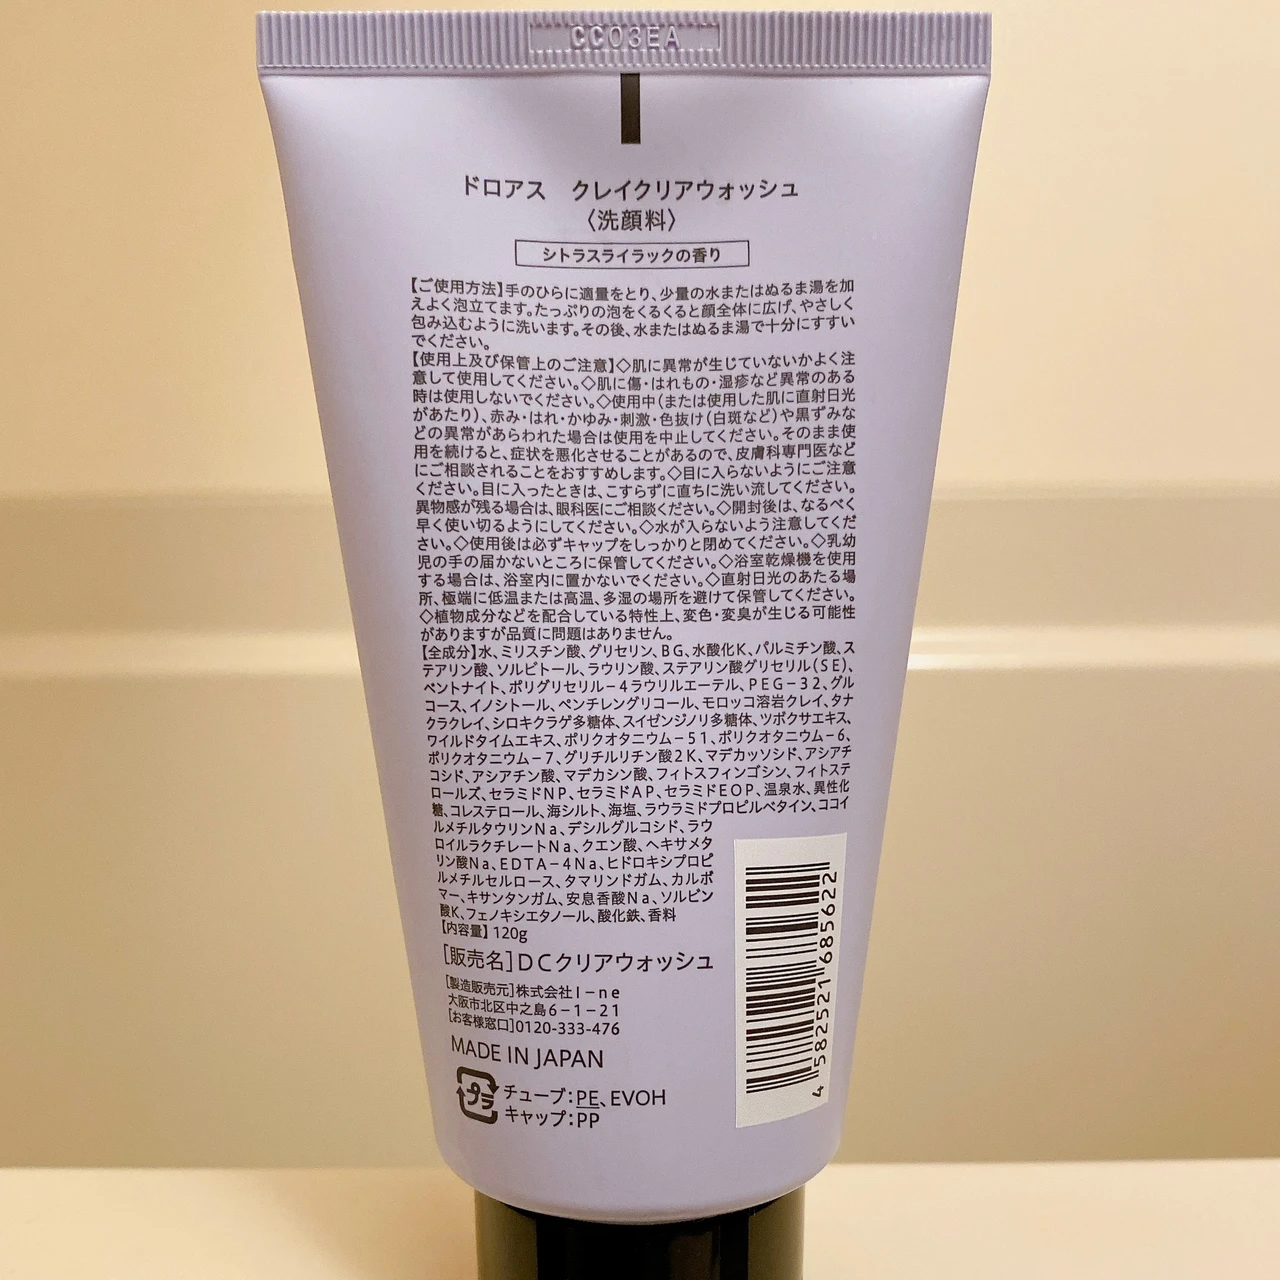 CC03EA
ドロアス　クレイクリアウォッシュ
〈洗顔料〉
シトラスライラックの香り
【ご使用方法】手のひらに適量をとり、少量の水またはぬるま湯を加
えよく泡立てます。たっぷりの泡をくるくると顔全体に広げ、やさしく
包み込むように洗います。その後、水またはぬるま湯で十分にすすい
でください。
【使用上及び保管上のご注意】◇肌に異常が生じていないかよく注
意して使用してください。◇肌に傷・はれもの・湿疹など異常のある
時は使用しないでください。◇使用中(または使用した肌に直射日光
があたり)、赤み・はれ・かゆみ・刺激・色抜け(白斑など)や黒ずみな
どの異常があらわれた場合は使用を中止してください。そのまま使
用を続けると、症状を悪化させることがあるので、皮膚科専門医など
にご相談されることをおすすめします。◇目に入らないようにご注意
ください。目に入ったときは、こすらずに直ちに洗い流してください。
異物感が残る場合は、眼科医にご相談ください。◇開封後は、なるべく
早く使い切るようにしてください。◇水が入らないよう注意してくだ
さい。◇使用後は必ずキャップをしっかりと閉めてください。◇乳幼
児の手の届かないところに保管してください。◇浴室乾燥機を使用
する場合は、浴室内に置かないでください。◇直射日光のあたる場
所、極端に低温または高温、多湿の場所を避けて保管してください。
◇植物成分などを配合している特性上、変色・変臭が生じる可能性
がありますが品質に問題はありません。
【全成分】水、ミリスチン酸、グリセリン、BG、水酸化K、パルミチン酸、ス
テアリン酸、ソルビトール、ラウリン酸、ステアリン酸グリセリル(SE)、
ベントナイト、ポリグリセリル－4ラウリルエーテル、PEG－32、グル
コース、イノシトール、ペンチレングリコール、モロッコ溶岩クレイ、タナ
クラクレイ、シロキクラゲ多糖体、スイゼンジノリ多糖体、ツボクサエキス、
ワイルドタイムエキス、ポリクオタニウム－51、ポリクオタニウム－6、
ポリクオタニウム－7、グリチルリチン酸2K、マデカッソシド、アシアチ
コシド、アシアチン酸、マデカシン酸、フィトスフィンゴシン、フィトステ
ロールズ、セラミドNP、セラミドAP、セラミドEOP、温泉水、異性化
糖、コレステロール、海シルト、海塩、ラウラミドプロピルベタイン、ココイ
ルメチルタウリンNa、デシルグルコシド、ラウ
ロイルラクチレートNa、クエン酸、ヘキサメタ
リン酸Na、EDTA－4Na、ヒドロキシプロピ
ルメチルセルロース、タマリンドガム、カルボ
マー、キサンタンガム、安息香酸Na、ソルビン
酸K、フェノキシエタノール、酸化鉄、香料
【内容量】120g
[販売名]DCクリアウォッシュ
[製造販売元]株式会社I－ne
大阪市北区中之島6－1－21
[お客様窓口]0120-333-476
MADE IN JAPAN
プラ
チューブ：PE、EVOH
キャップ：PP
4 582521 685622